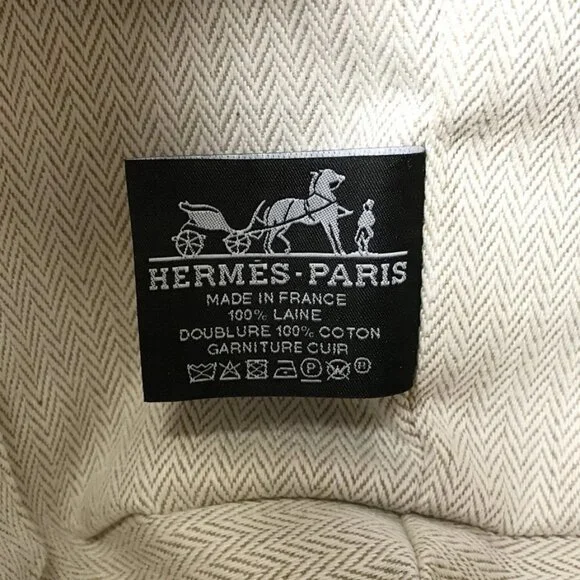 HERMÈS-PARIS
MADE IN FRANCE
100% LAINE
DOUBLURE 100% COTON
GARNITURE CUIR
P W